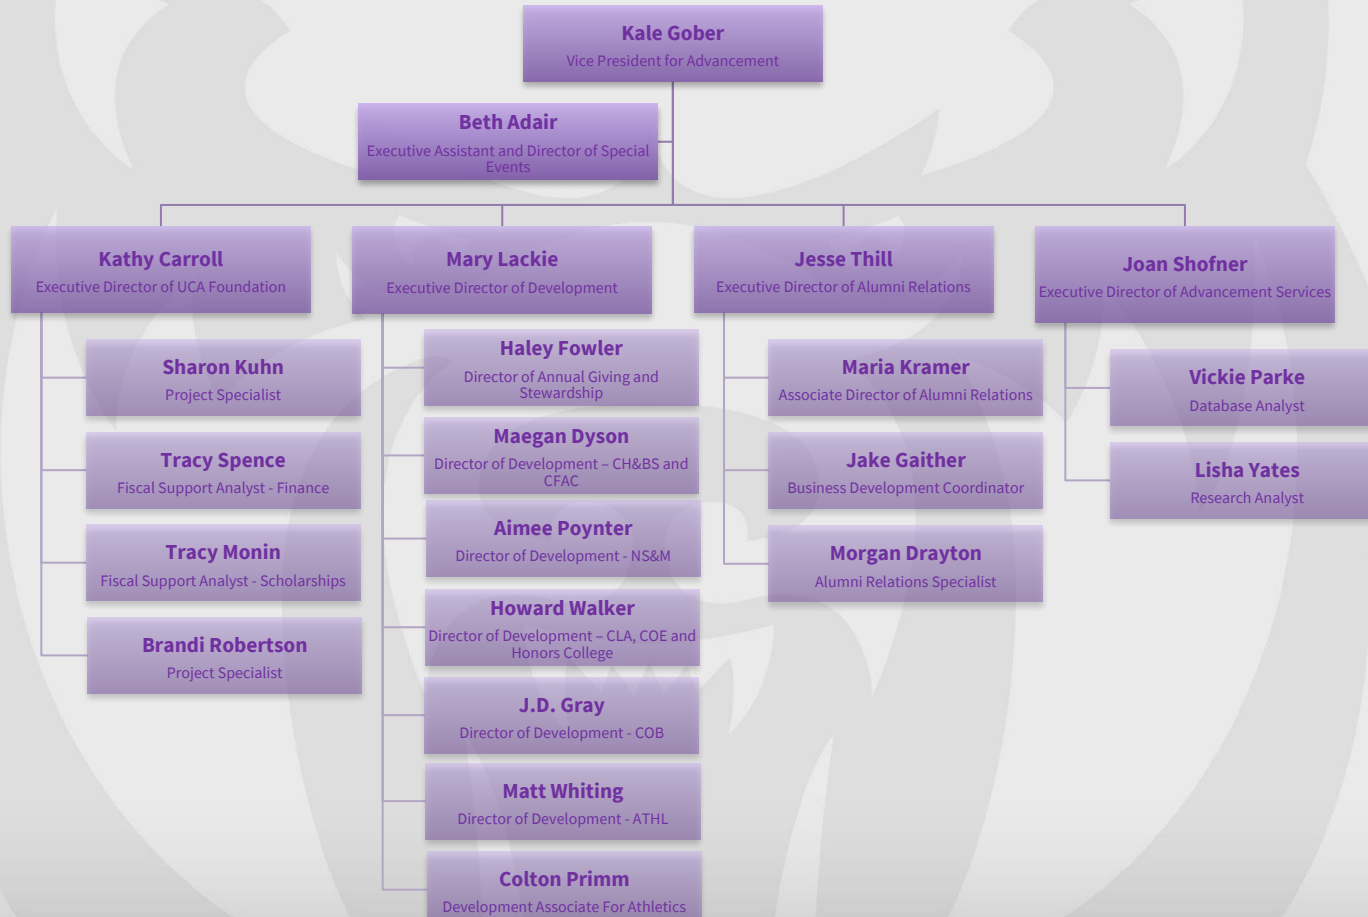 Kale Gober
Vice President for Advancement
Beth Adair
Executive Assistant and Director of Special
Events
Kathy Carroll
Executive Director of UCA Foundation
Sharon Kuhn
Project Specialist
Tracy Spence
Fiscal Support Analyst - Finance
Tracy Monin
Fiscal Support Analyst - Scholarships
Brandi Robertson
Project Specialist
Mary Lackie
Executive Director of Development
Haley Fowler
Director of Annual Giving and
Stewardship
Maegan Dyson
Director of Development – CH&BS and
CFAC
Aimee Poynter
Director of Development - NS&M
Howard Walker
Director of Development – CLA, COE and
Honors College
J.D. Gray
Director of Development - COB
Matt Whiting
Director of Development - ATHL
Colton Primm
Development Associate For Athletics
Jesse Thill
Executive Director of Alumni Relations
Maria Kramer
Associate Director of Alumni Relations
Jake Gaither
Business Development Coordinator
Morgan Drayton
Alumni Relations Specialist
Joan Shofner
Executive Director of Advancement Services
Vickie Parke
Database Analyst
Lisha Yates
Research Analyst